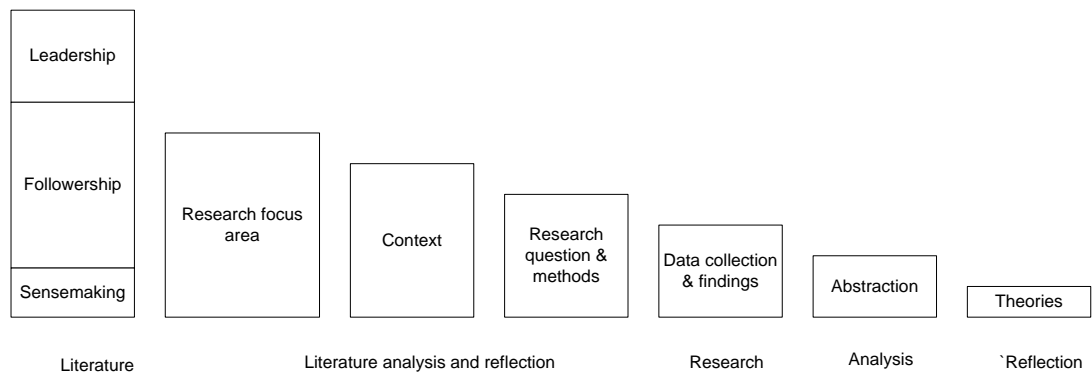 Leadership
Followership
Sensemaking
Research focus
area
Context
Research
question &
methods
Data collection
& findings
Abstraction
Theories
Literature
Literature analysis and reflection
Research
Analysis
`Reflection